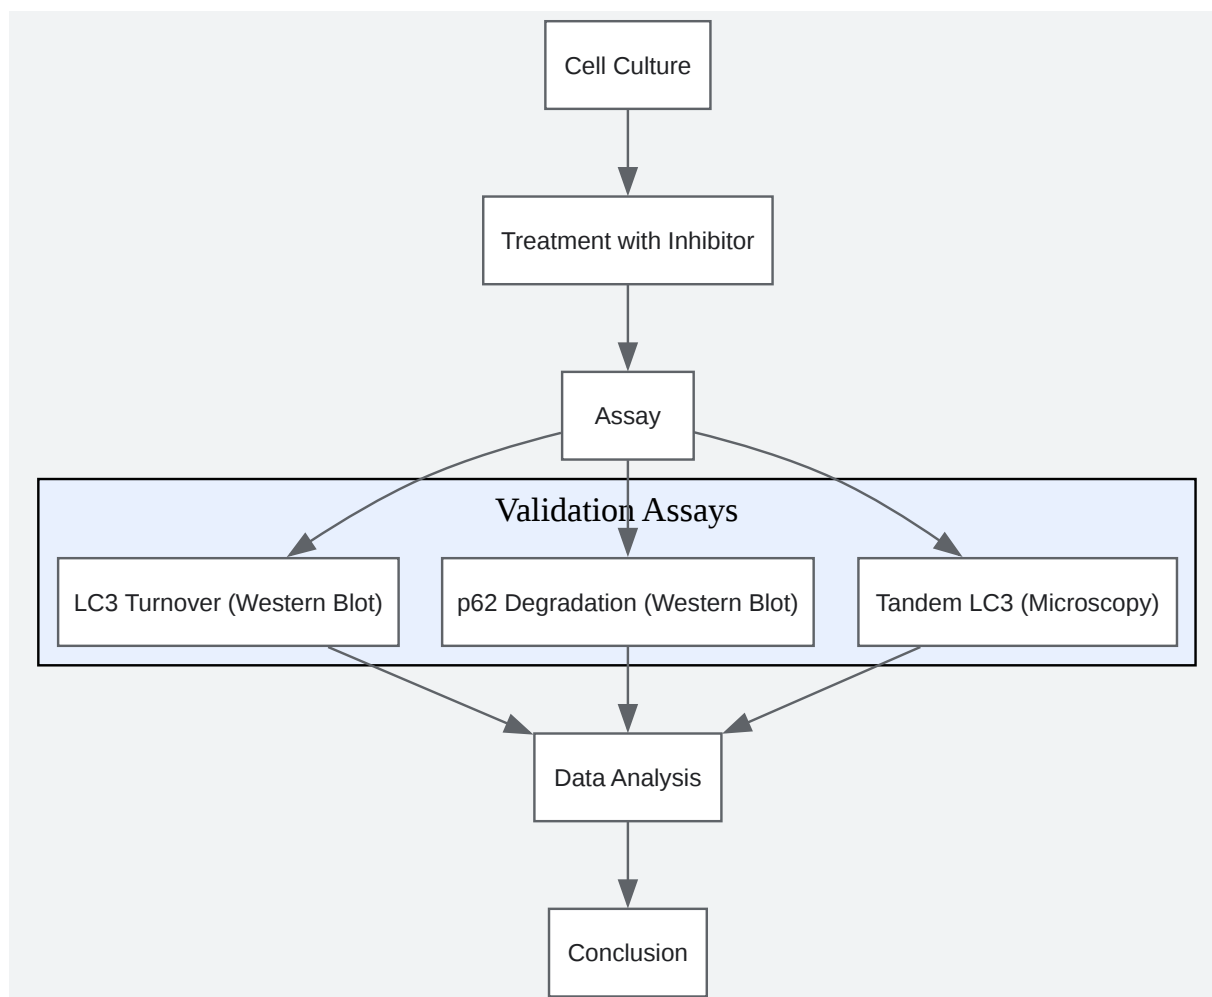 Cell Culture
Treatment with Inhibitor
Assay
Validation Assays
LC3 Turnover (Western Blot)
p62 Degradation (Western Blot)
Tandem LC3 (Microscopy)
Data Analysis
Conclusion